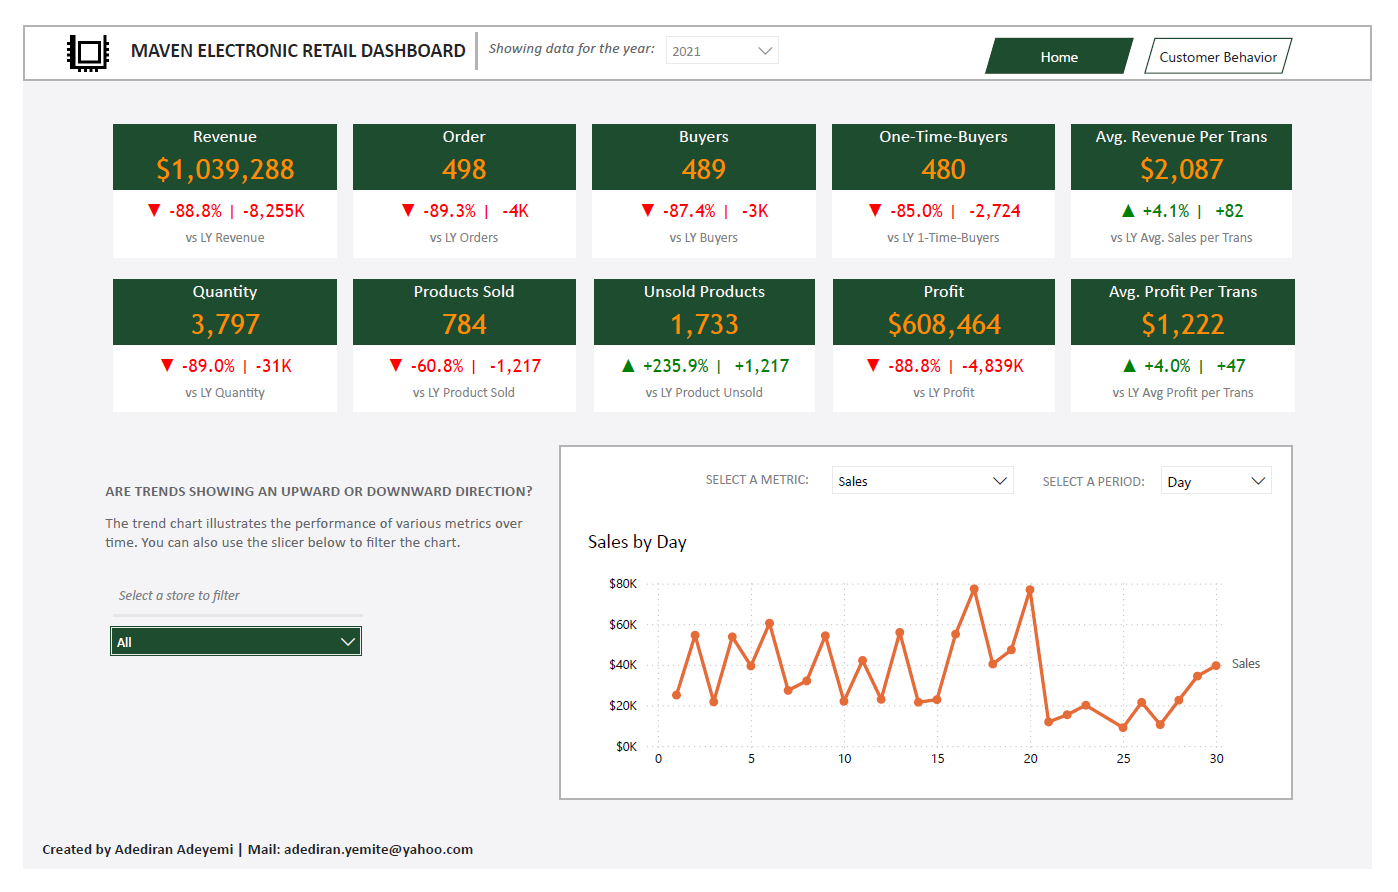 MAVEN ELECTRONIC RETAIL DASHBOARD
Showing data for the year:
2021
Home
Customer Behavior
Revenue
$1,039,288
▼ -88.8% | -8,255K
vs LY Revenue
Order
498
▼ -89.3% | -4K
vs LY Orders
Buyers
489
▼ -87.4% | -3K
vs LY Buyers
One-Time-Buyers
480
▼ -85.0% | -2,724
vs LY 1-Time-Buyers
Avg. Revenue Per Trans
$2,087
▲ +4.1% | +82
vs LY Avg. Sales per Trans
Quantity
3,797
▼ -89.0% | -31K
vs LY Quantity
Products Sold
784
▼ -60.8% | -1,217
vs LY Product Sold
Unsold Products
1,733
▲ +235.9% | +1,217
vs LY Product Unsold
Profit
$608,464
▼ -88.8% | -4,839K
vs LY Profit
Avg. Profit Per Trans
$1,222
▲ +4.0% | +47
vs LY Avg Profit per Trans
ARE TRENDS SHOWING AN UPWARD OR DOWNWARD DIRECTION?
The trend chart illustrates the performance of various metrics over
time. You can also use the slicer below to filter the chart.
Select a store to filter
All
SELECT A METRIC:
Sales
SELECT A PERIOD:
Day
Sales by Day
$80K
$60K
$40K
$20K
$0K
0
5
10
15
20
25
30
Sales
Created by Adediran Adeyemi | Mail: adediran.yemite@yahoo.com